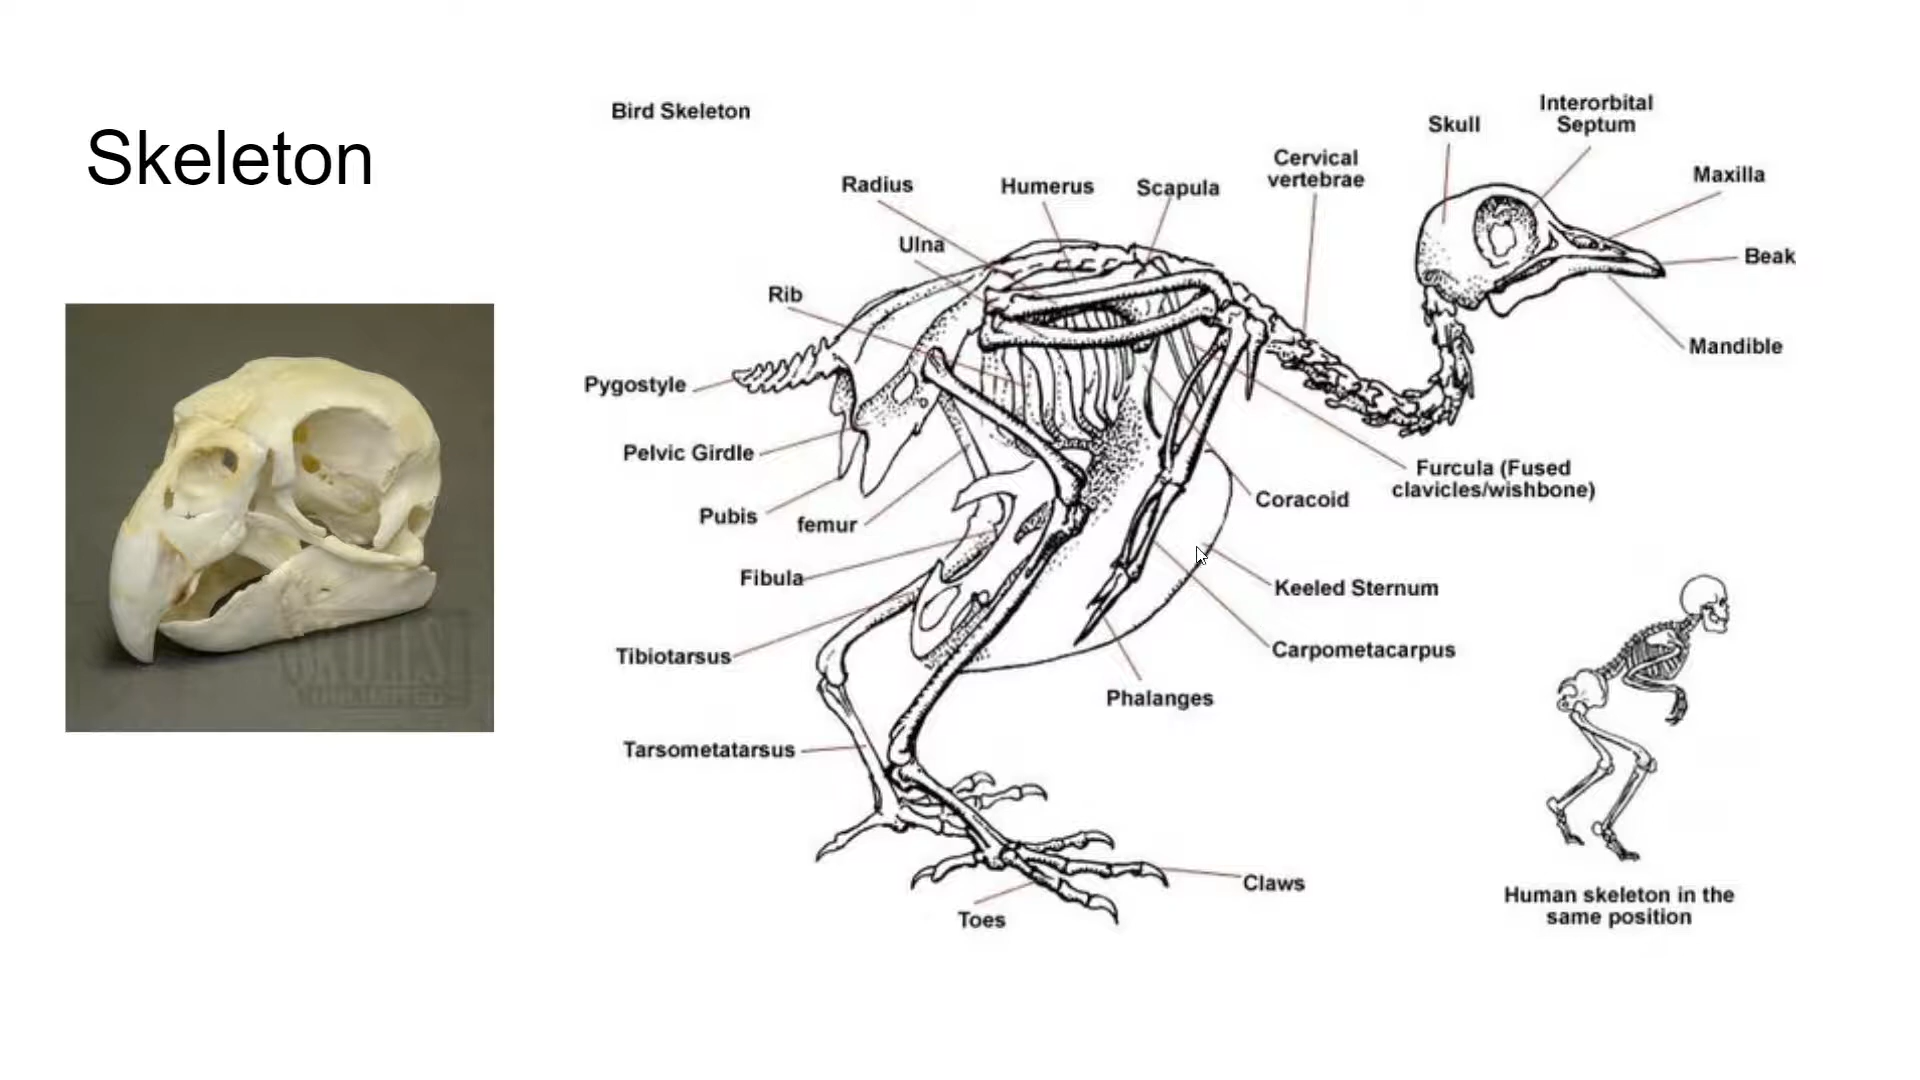 Skeleton
Bird Skeleton
Interorbital
Septum
Skull
Cervical
vertebrae
Maxilla
Radius
Humerus
Scapula
Ulna
Beak
Rib
Mandible
Pygostyle
Pelvic Girdle
Furcula (Fused
clavicles/wishbone)
Coracoid
Pubis
femur
Fibula
Keeled Sternum
Tibiotarsus
Carpometacarpus
Phalanges
Tarsometatarsus
Claws
Toes
Human skeleton in the
same position
SKULLS
UNLIMITED